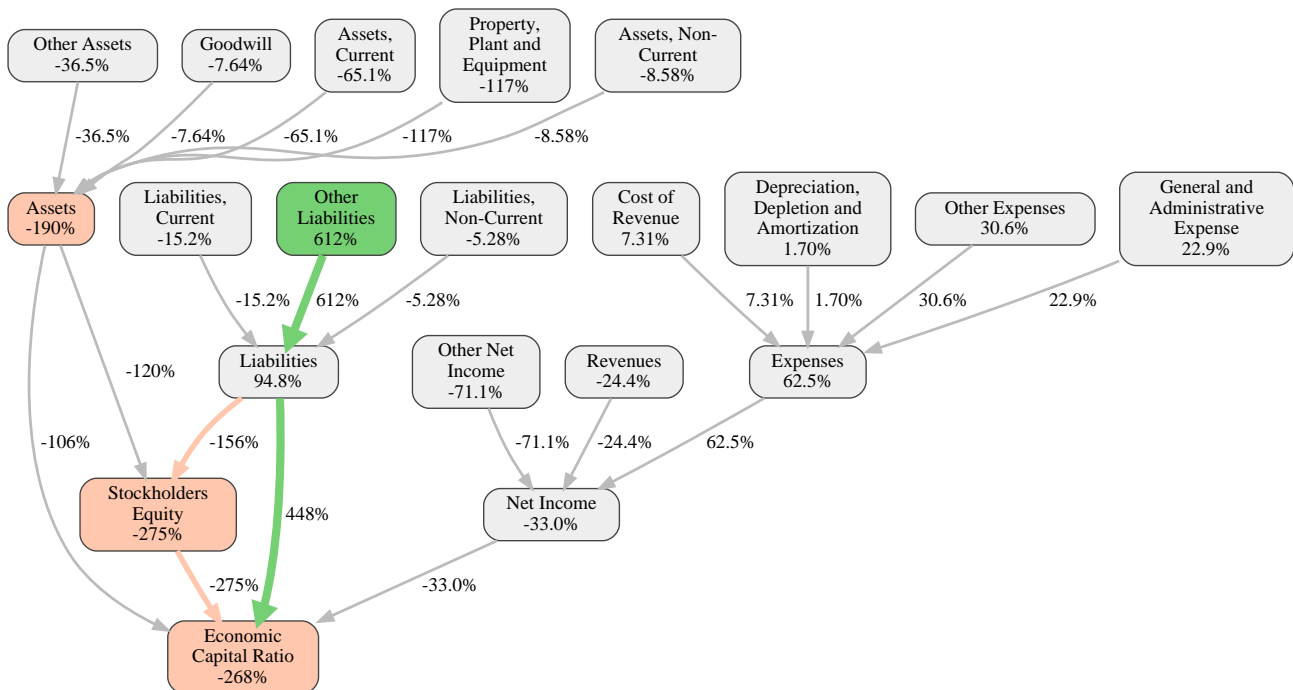 Other Assets
-36.5%
Goodwill
-7.64%
Assets,
Current
-65.1%
Property,
Plant and
Equipment
-117%
Assets, Non-
Current
-8.58%
-36.5%
-7.64%
-65.1%
-117%
-8.58%
Assets
-190%
Liabilities,
Current
-15.2%
Other
Liabilities
612%
Liabilities,
Non-Current
-5.28%
Cost of
Revenue
7.31%
Depreciation,
Depletion and
Amortization
1.70%
Other Expenses
30.6%
General and
Administrative
Expense
22.9%
-15.2%
612%
-5.28%
7.31%
1.70%
30.6%
22.9%
-120%
Liabilities
94.8%
Other Net
Income
-71.1%
Revenues
-24.4%
Expenses
62.5%
-106%
-156%
-71.1%
-24.4%
62.5%
Stockholders
Equity
-275%
448%
Net Income
-33.0%
-275%
-33.0%
Economic
Capital Ratio
-268%